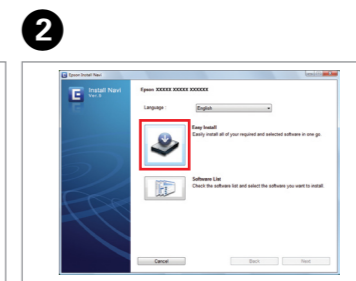 2
Epson Install Navi
Install Navi
Epson XXXXX XXXXX XXXXXX
Language :
English
Easy Install
Easily install all of your required and selected software in one go.
Software List
Check the software list and select the software you want to install.
Cancel
Back
Next